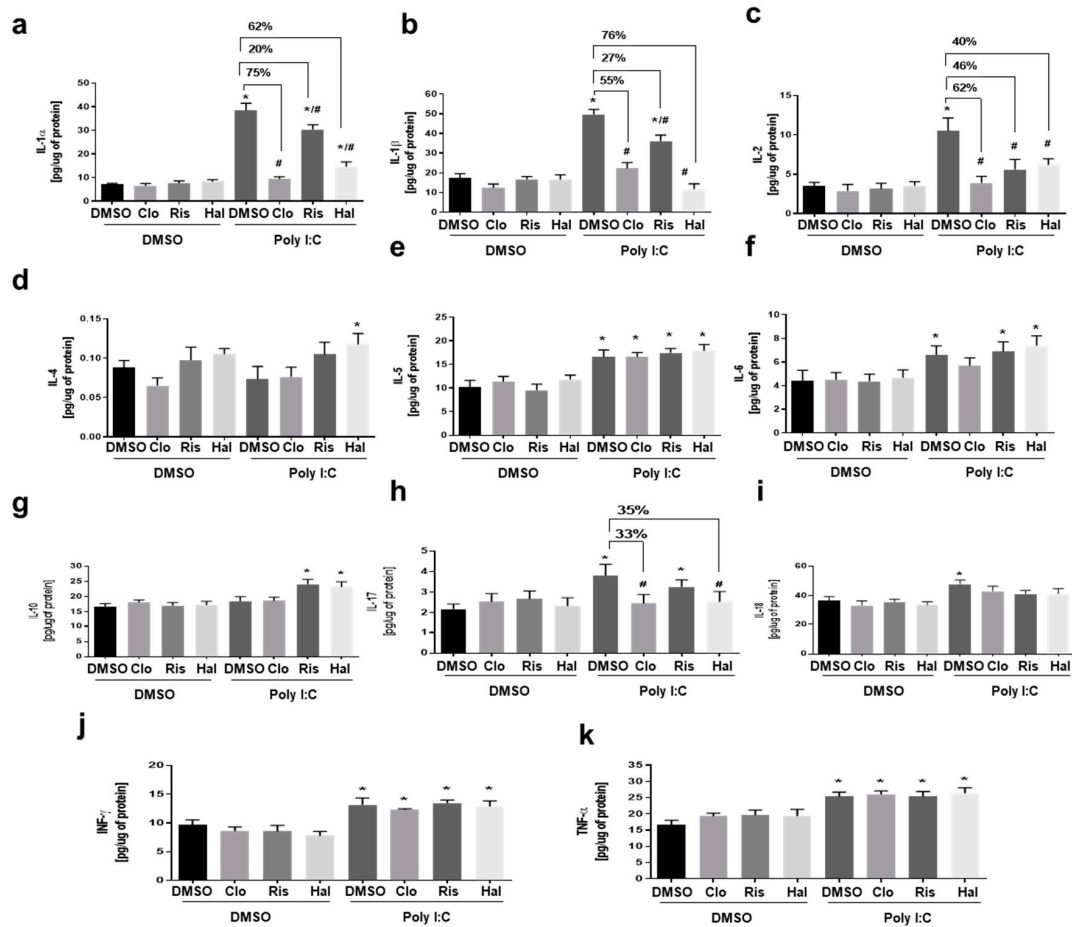 a
62%
20%
75%
IL-1α
[pg/ug of protein]
50
40
30
20
10
0
*
#
*/#
*/#
DMSO Clo Ris Hal DMSO Clo Ris Hal
DMSO Poly I:C
b
76%
27%
55%
IL-1β
[pg/ug of protein]
60
50
40
30
20
10
0
*
#
*/#
#
DMSO Clo Ris Hal DMSO Clo Ris Hal
DMSO Poly I:C
c
40%
46%
62%
IL-2
[pg/ug of protein]
15
10
5
0
*
#
#
#
DMSO Clo Ris Hal DMSO Clo Ris Hal
DMSO Poly I:C
d
IL-4
[pg/ug of protein]
0.15
0.10
0.05
0.00
*
DMSO Clo Ris Hal DMSO Clo Ris Hal
DMSO Poly I:C
e
IL-5
[pg/ug of protein]
25
20
15
10
5
0
* * * *
DMSO Clo Ris Hal DMSO Clo Ris Hal
DMSO Poly I:C
f
IL-6
[pg/ug of protein]
8
6
4
2
0
* * *
DMSO Clo Ris Hal DMSO Clo Ris Hal
DMSO Poly I:C
g
IL-10
[pg/ugof protein]
30
25
20
15
10
5
0
* *
DMSO Clo Ris Hal DMSO Clo Ris Hal
DMSO Poly I:C
h
35%
33%
IL-17
[pg/ug of protein]
5
4
3
2
1
0
* # * #
DMSO Clo Ris Hal DMSO Clo Ris Hal
DMSO Poly I:C
i
IL-18
[pg/ug of protein]
60
40
20
0
*
DMSO Clo Ris Hal DMSO Clo Ris Hal
DMSO Poly I:C
j
INF-γ
[pg/ug of protein]
20
15
10
5
0
* * * *
DMSO Clo Ris Hal DMSO Clo Ris Hal
DMSO Poly I:C
k
TNF-α
[pg/ug of protein]
35
30
25
20
15
10
5
0
* * * *
DMSO Clo Ris Hal DMSO Clo Ris Hal
DMSO Poly I:C